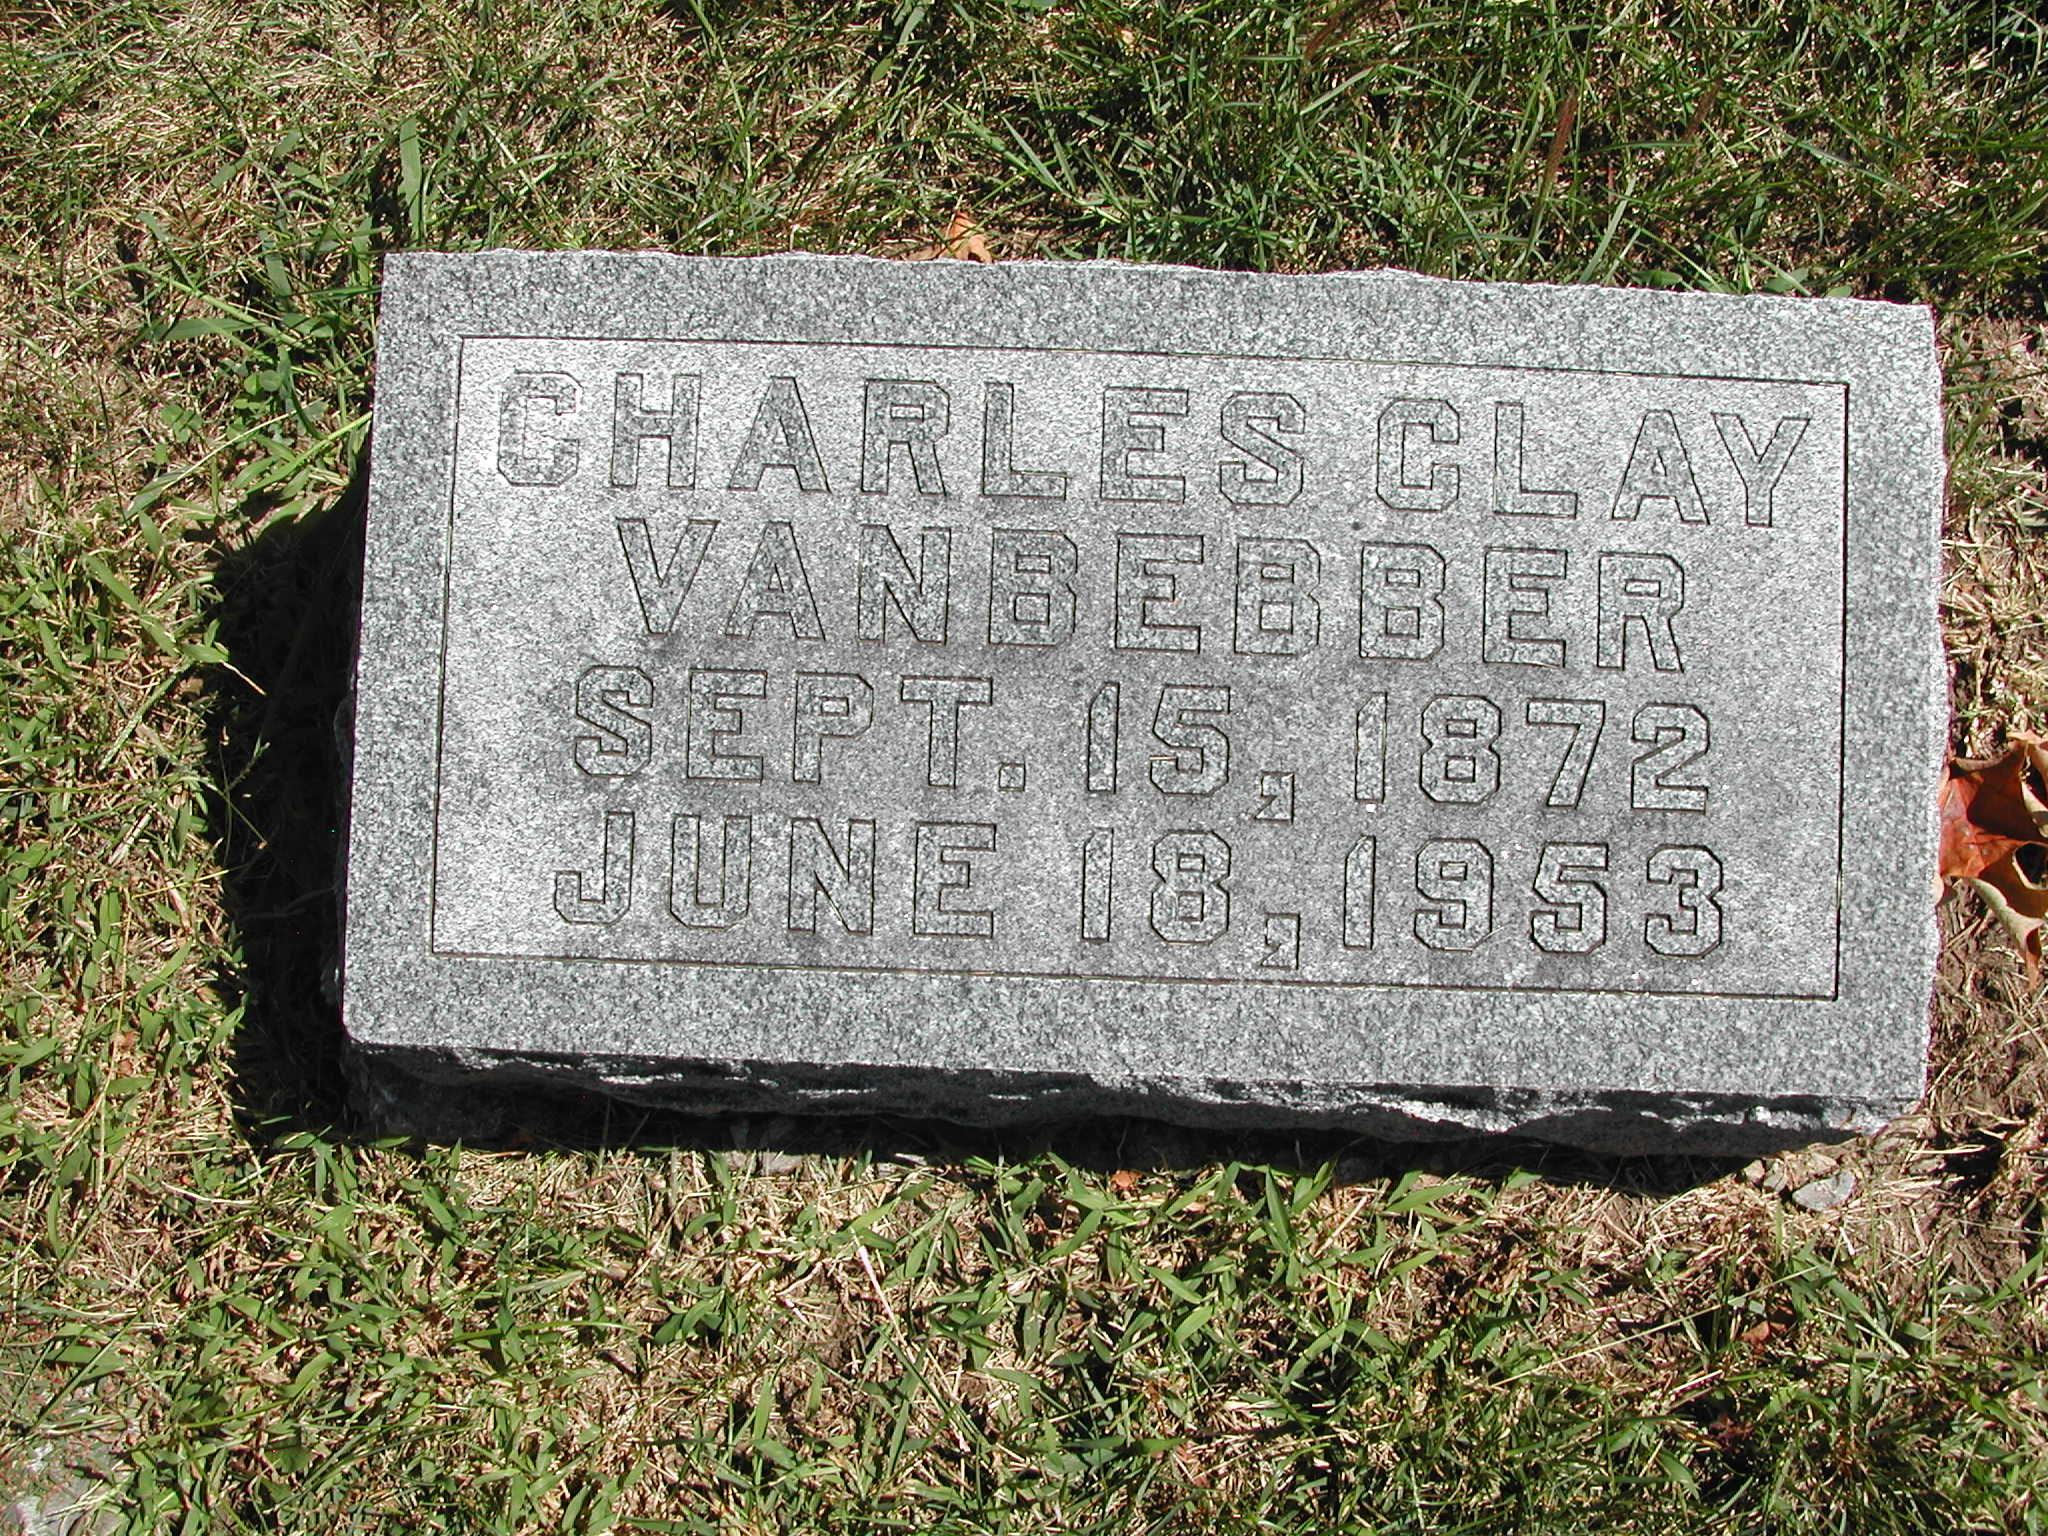 CHARLES CLAY
VANBEBBER
SEPT. 15, 1872
JUNE 18, 1953